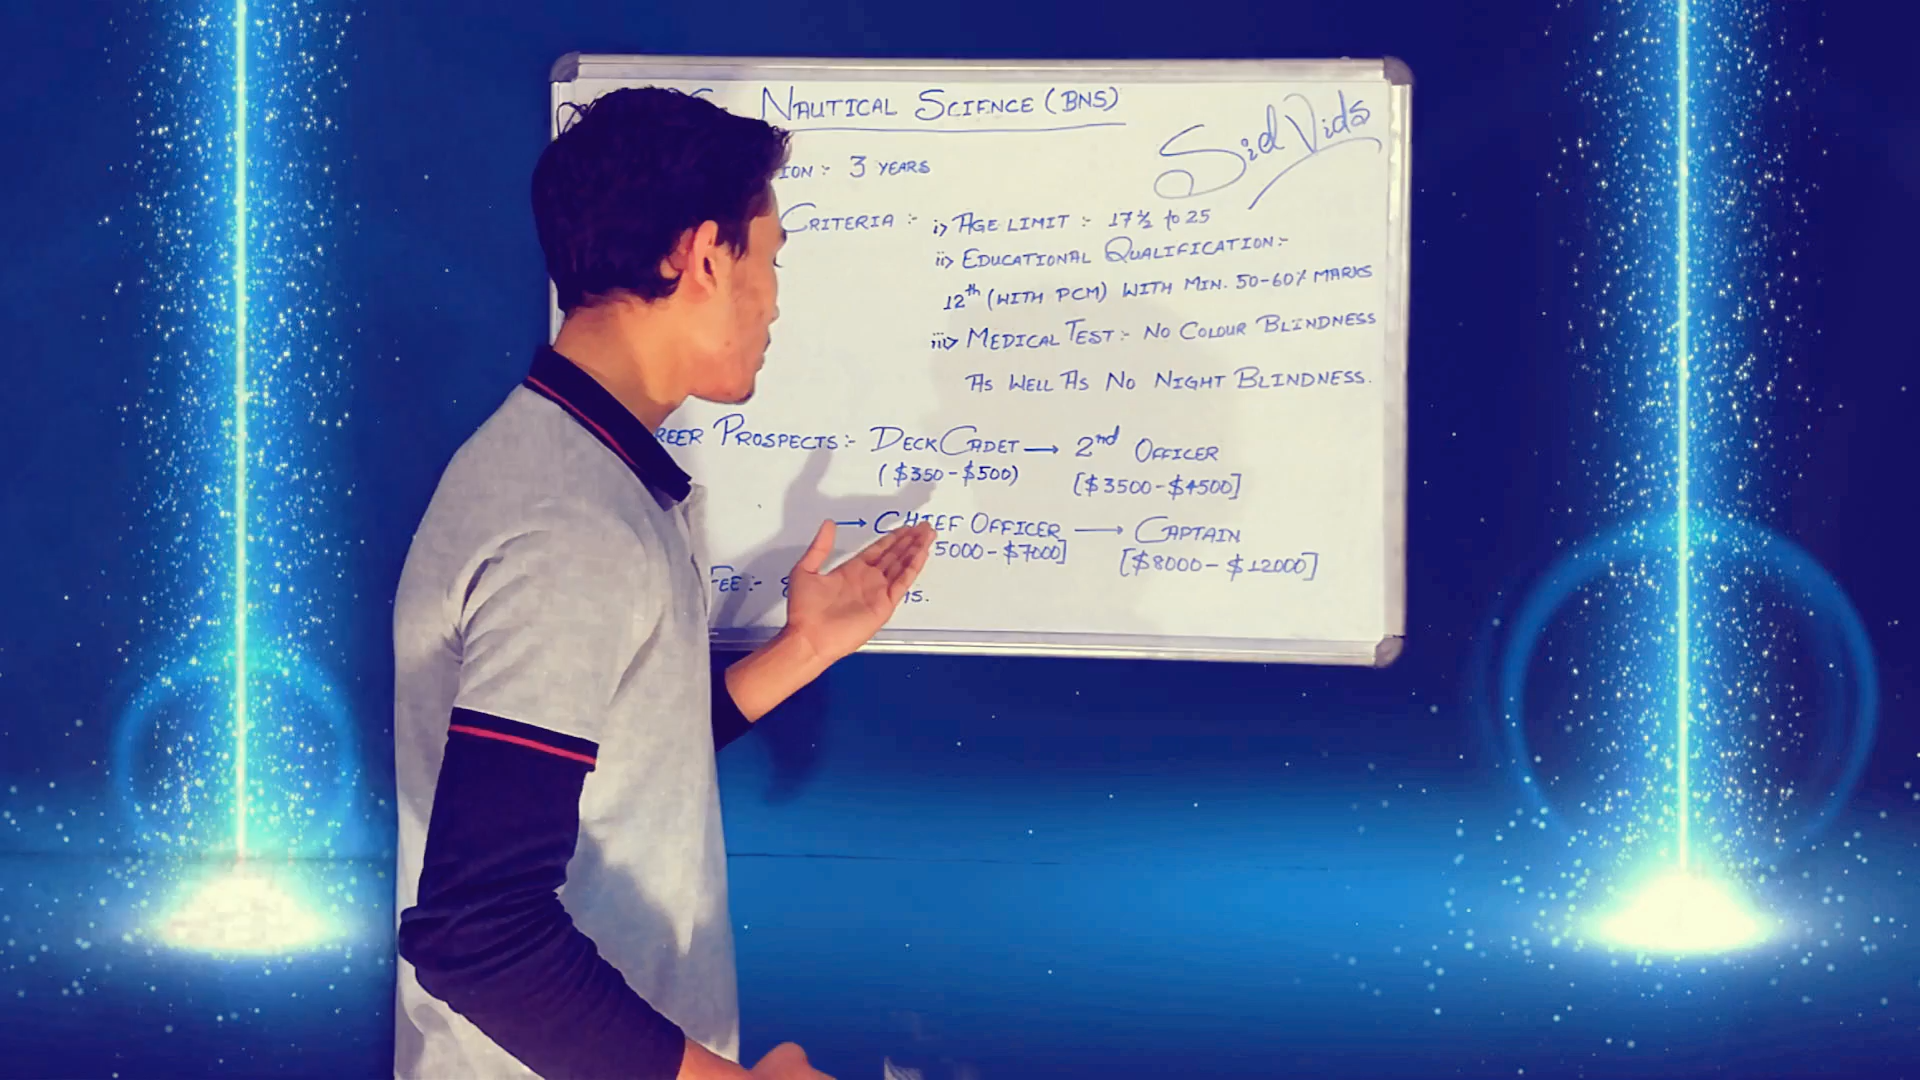 NAUTICAL SCIENCE (BNS)
Sid Vids
ION :- 3 YEARS
CRITERIA :- i> AGE LIMIT :- 17½ to 25
ii> EDUCATIONAL QUALIFICATION :-
12th (WITH PCM) WITH MIN. 50-60% MARKS
iii> MEDICAL TEST :- NO COLOUR BLINDNESS
AS WELL AS NO NIGHT BLINDNESS.
REER PROSPECTS :- DECK CADET → 2nd OFFICER
($350-$500) [$3500-$4500]
→ CHIEF OFFICER → CAPTAIN
5000-$7000] [$8000-$12000]
FEE :-